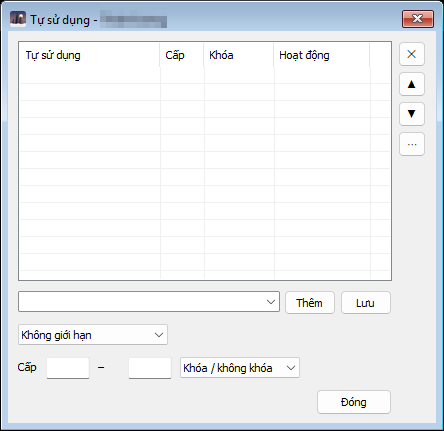 Tự sử dụng -
Tự sử dụng Cấp Khóa Hoạt động
Thêm Lưu
Không giới hạn
Cấp – Khóa / không khóa
Đóng